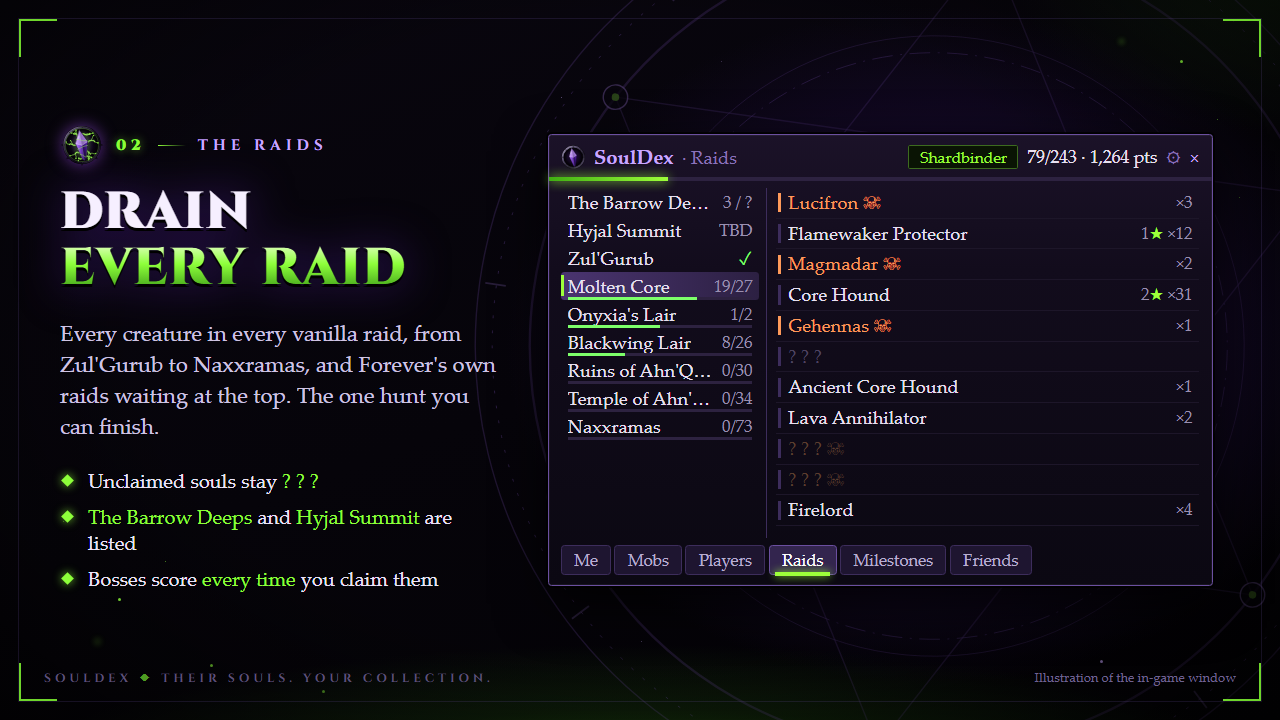 02 — THE RAIDS
DRAIN
EVERY RAID
Every creature in every vanilla raid, from
Zul'Gurub to Naxxramas, and Forever's own
raids waiting at the top. The one hunt you
can finish.
Unclaimed souls stay ? ? ?
The Barrow Deeps and Hyjal Summit are
listed
Bosses score every time you claim them
SoulDex · Raids
Shardbinder 79/243 · 1,264 pts ×
The Barrow De... 3 / ?
Hyjal Summit TBD
Zul'Gurub ✓
Molten Core 19/27
Onyxia's Lair 1/2
Blackwing Lair 8/26
Ruins of Ahn'Q... 0/30
Temple of Ahn'... 0/34
Naxxramas 0/73
Lucifron ×3
Flamewaker Protector 1★ ×12
Magmadar ×2
Core Hound 2★ ×31
Gehennas ×1
? ? ?
Ancient Core Hound ×1
Lava Annihilator ×2
? ? ?
? ? ?
Firelord ×4
Me Mobs Players Raids Milestones Friends
SOULDEX ◆ THEIR SOULS. YOUR COLLECTION.
Illustration of the in-game window